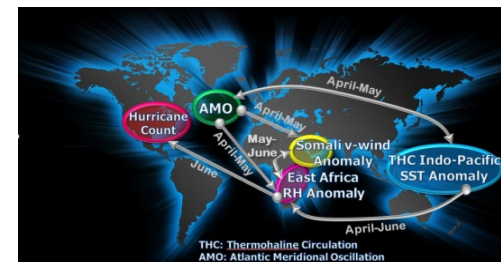 April-May
AMO
Hurricane
Count
April-May
May-
June
Somali v-wind
Anomaly
April-May
THC Indo-Pacific
SST Anomaly
East Africa
RH Anomaly
June
April-June
THC: Thermohaline Circulation
AMO: Atlantic Meridional Oscillation